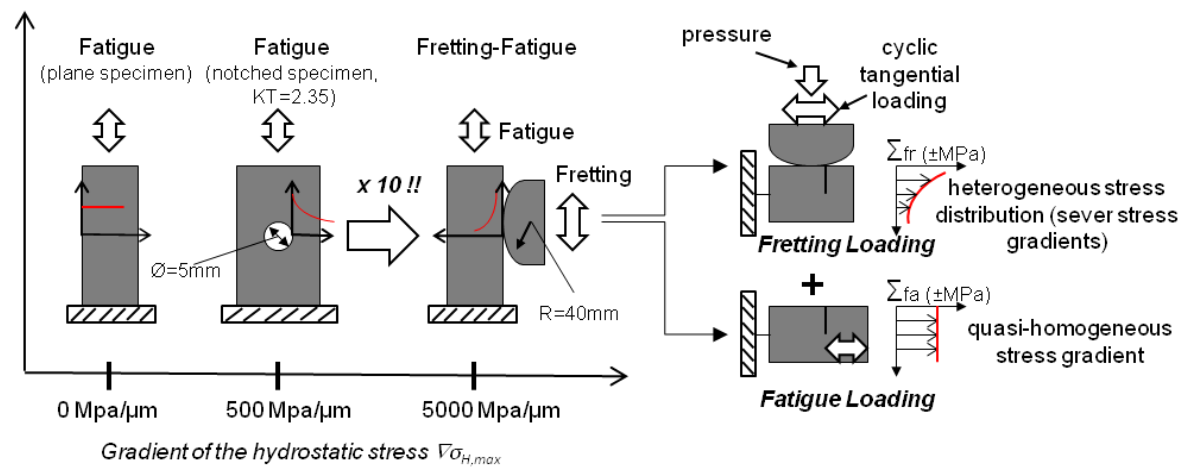 Fatigue
(plane specimen)
Fatigue
(notched specimen,
KT=2.35)
Fretting-Fatigue
Fatigue
Fretting
x 10 !!
Ø=5mm
R=40mm
0 Mpa/µm
500 Mpa/µm
5000 Mpa/µm
Gradient of the hydrostatic stress ∇σH,max
pressure
cyclic
tangential
loading
Σfr (±MPa)
heterogeneous stress
distribution (sever stress
gradients)
Fretting Loading
+
Σfa (±MPa)
quasi-homogeneous
stress gradient
Fatigue Loading